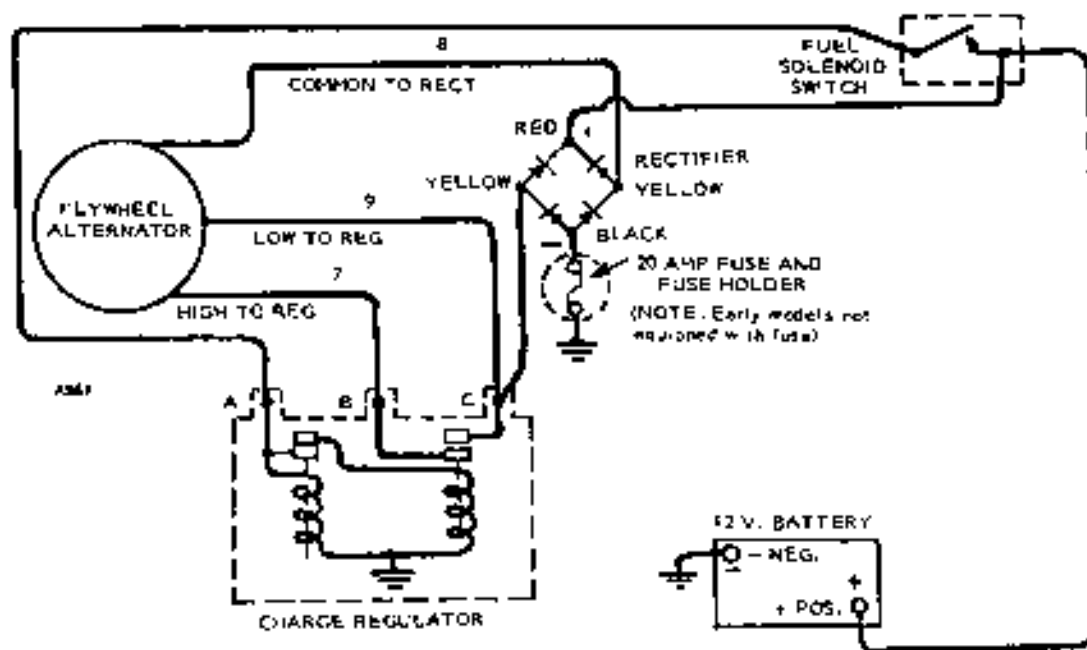 8
FUEL
SOLENOID
SWITCH
COMMON TO RECT
RED
RECTIFIER
YELLOW
YELLOW
FLYWHEEL
ALTERNATOR
9
LOW TO REG
BLACK
7
20 AMP FUSE AND
FUSE HOLDER
HIGH TO REG
(NOTE. Early models not
equipped with fuse)
A
B
C
12 V. BATTERY
- NEG.
+
+ POS.
CHARGE REGULATOR